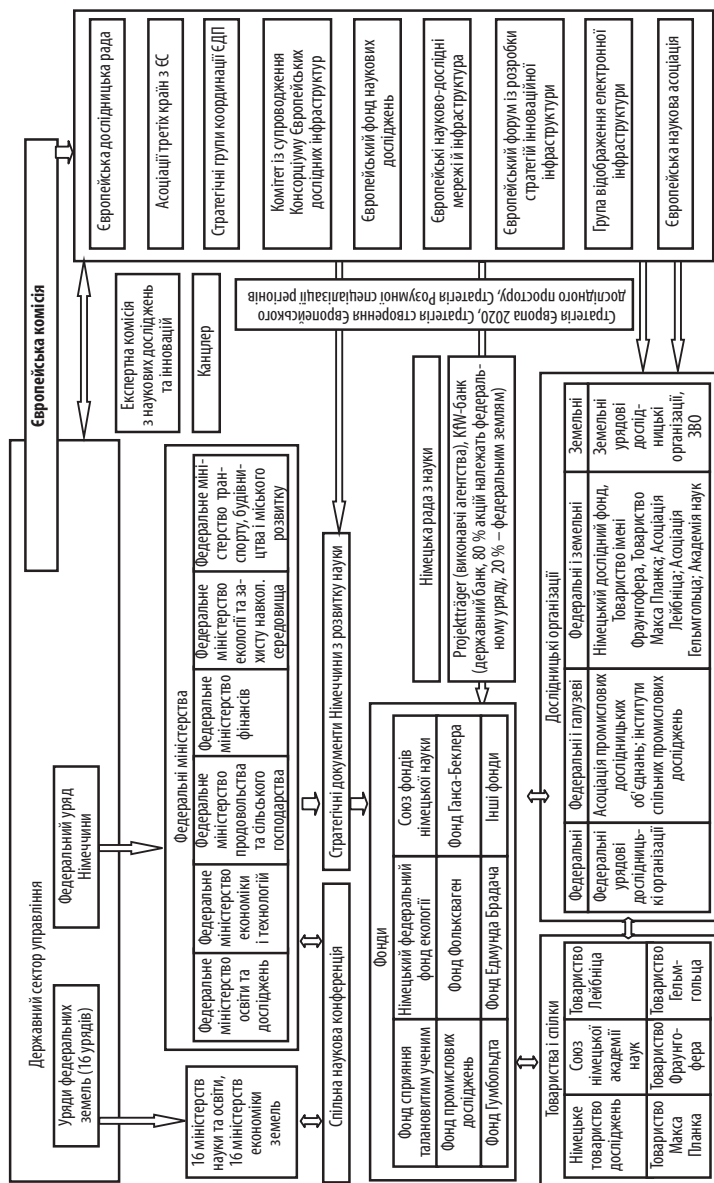 Європейська комісія
Державний сектор управління
Уряди федеральних
земель (16 урядів)
Федеральний уряд
Німеччини
Експертна комісія
з наукових досліджень
та інновацій
Канцлер
16 міністерств
науки та освіти,
16 міністерств
економіки
земель
Федеральні міністерства
Федеральне
міністерство
освіти та
досліджень
Федеральне
міністерство
економіки
і технологій
Федеральне
міністерство
продовольства
та сільського
господарства
Федеральне
міністерство
фінансів
Федеральне
міністерство
екології та за-
хисту навкол.
середовища
Федеральне міні-
стерство тран-
спорту, будівни-
цтва і міського
розвитку
Спільна наукова конференція
Стратегічні документи Німеччини з розвитку науки
Стратегія Європа 2020, Стратегія створення Європейського
дослідного простору, Стратегія Розумної спеціалізації регіонів
Фонди
Фонд сприяння
талановитим ученим
Німецький федеральний
фонд екології
Союз фондів
німецької науки
Фонд промислових
досліджень
Фонд Фольксваген
Фонд Ганса-Беклера
Фонд Гумбольдта
Фонд Едмунда Брадача
Інші фонди
Німецька рада з науки
Projektträger (виконавчі агентства), KfW-банк
(державний банк, 80 % акцій належать федераль-
ному уряду, 20 % – федеральним землям)
Товариства і спілки
Німецьке
товариство
досліджень
Союз
німецької
академії
наук
Товариство
Лейбніца
Товариство
Макса
Планка
Товариство
Фраунго-
фера
Товариство
Гельм-
гольца
Дослідницькі організації
Федеральні
Федеральні і галузеві
Федеральні і земельні
Земельні
Федеральні
урядові
дослідниць-
кі організації
Асоціація промислових
дослідницьких
об’єднань; інститути
спільних промислових
досліджень
Німецький дослідний фонд,
Товариство імені
Фраунгофера, Товариство
Макса Планка; Асоціація
Лейбніца; Асоціація
Гельмгольца; Академія наук
Земельні
урядові
дослід-
ницькі
організації,
ЗВО
Європейська дослідницька рада
Асоціації третіх країн з ЄС
Стратегічні групи координації ЄДП
Комітет із супроводження
Консорціуму Європейських
дослідних інфраструктур
Європейський фонд наукових
досліджень
Європейські науково-дослідні
мережі й інфраструктура
Європейський форум із розробки
стратегій інноваційної
інфраструктури
Група відображення електронної
інфраструктури
Європейська наукова асоціація